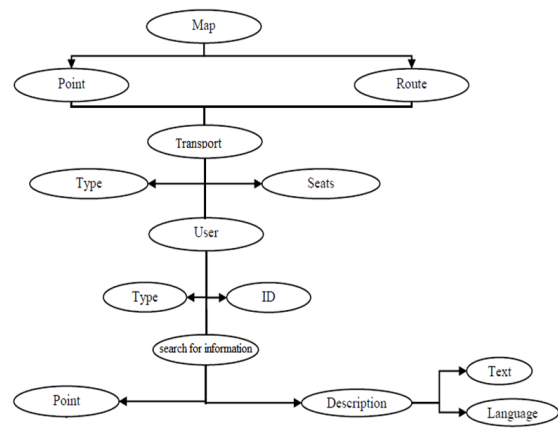 Map
Point
Route
Transport
Type
Seats
User
Type
ID
search for information
Point
Description
Text
Language